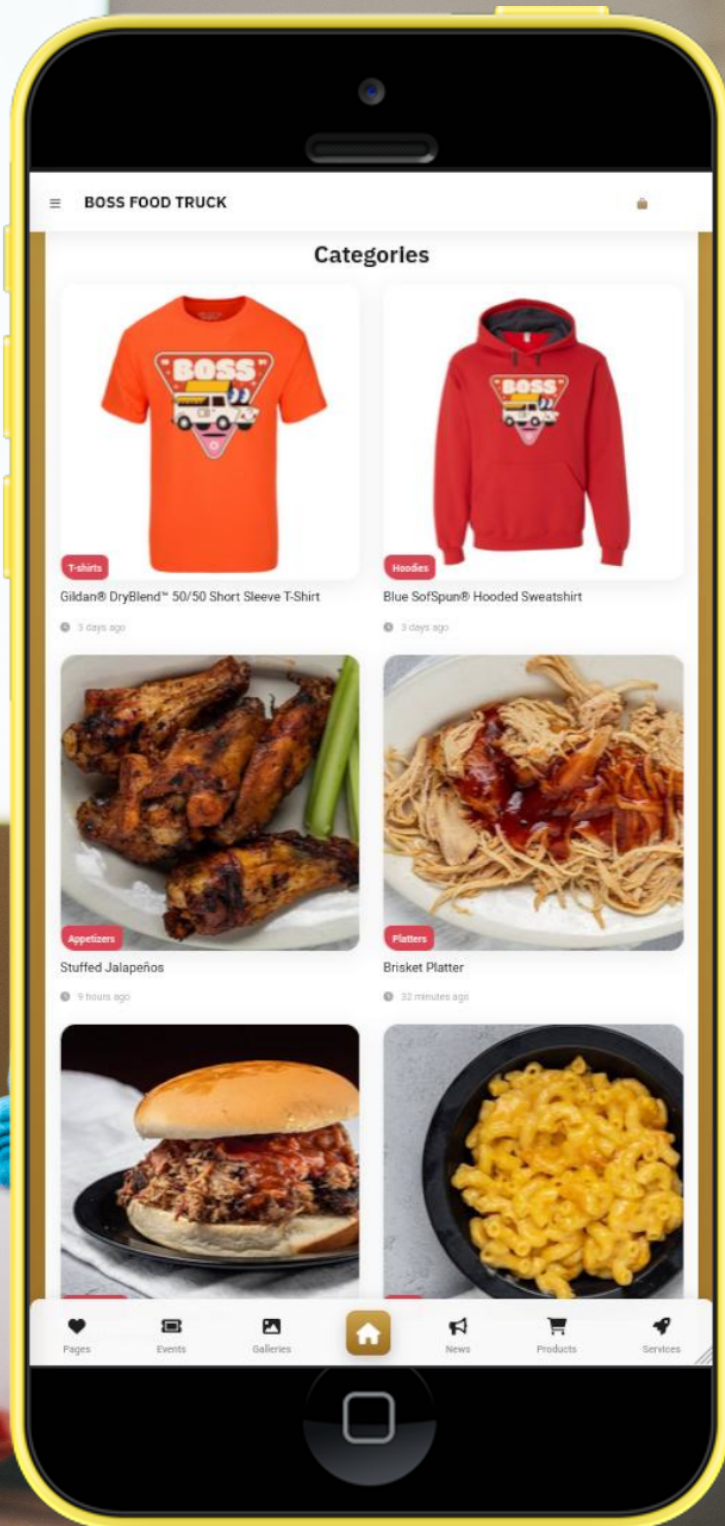 BOSS FOOD TRUCK
Categories
BOSS
BOSS
T-shirts
Hoodies
Gildan® DryBlend™ 50/50 Short Sleeve T-Shirt
Blue SofSpun® Hooded Sweatshirt
3 days ago
3 days ago
Appetizers
Platters
Stuffed Jalapeños
Brisket Platter
9 hours ago
32 minutes ago
Pages
Events
Galleries
News
Products
Services